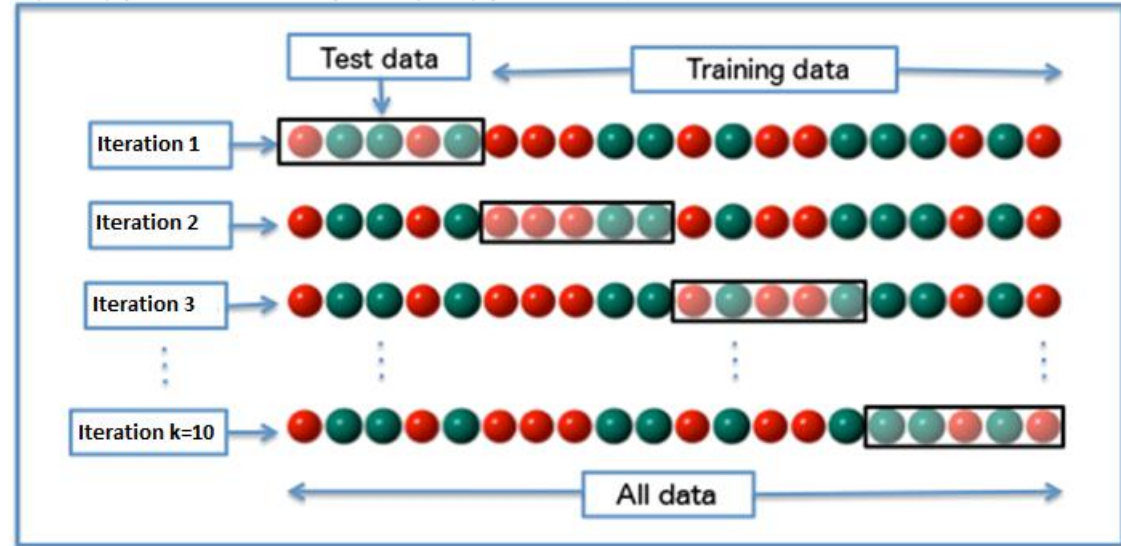 Test data
Training data
Iteration 1
Iteration 2
Iteration 3
Iteration k=10
All data